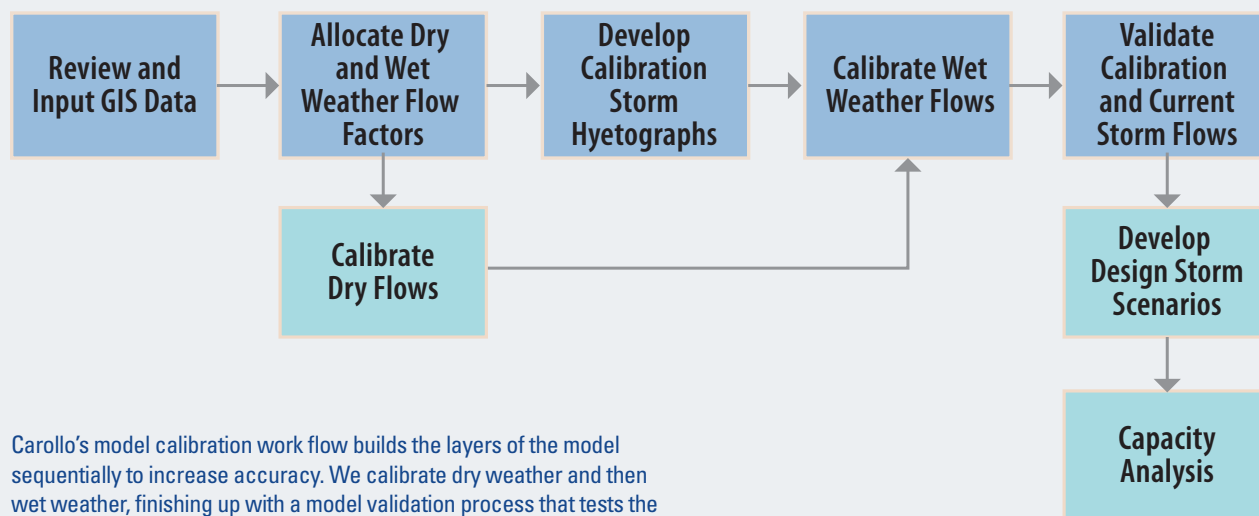 Review and
Input GIS Data
Allocate Dry
and Wet
Weather Flow
Factors
Develop
Calibration
Storm
Hyetographs
Calibrate Wet
Weather Flows
Validate
Calibration
and Current
Storm Flows
Calibrate
Dry Flows
Develop
Design Storm
Scenarios
Capacity
Analysis
Carollo’s model calibration work flow builds the layers of the model
sequentially to increase accuracy. We calibrate dry weather and then
wet weather, finishing up with a model validation process that tests the